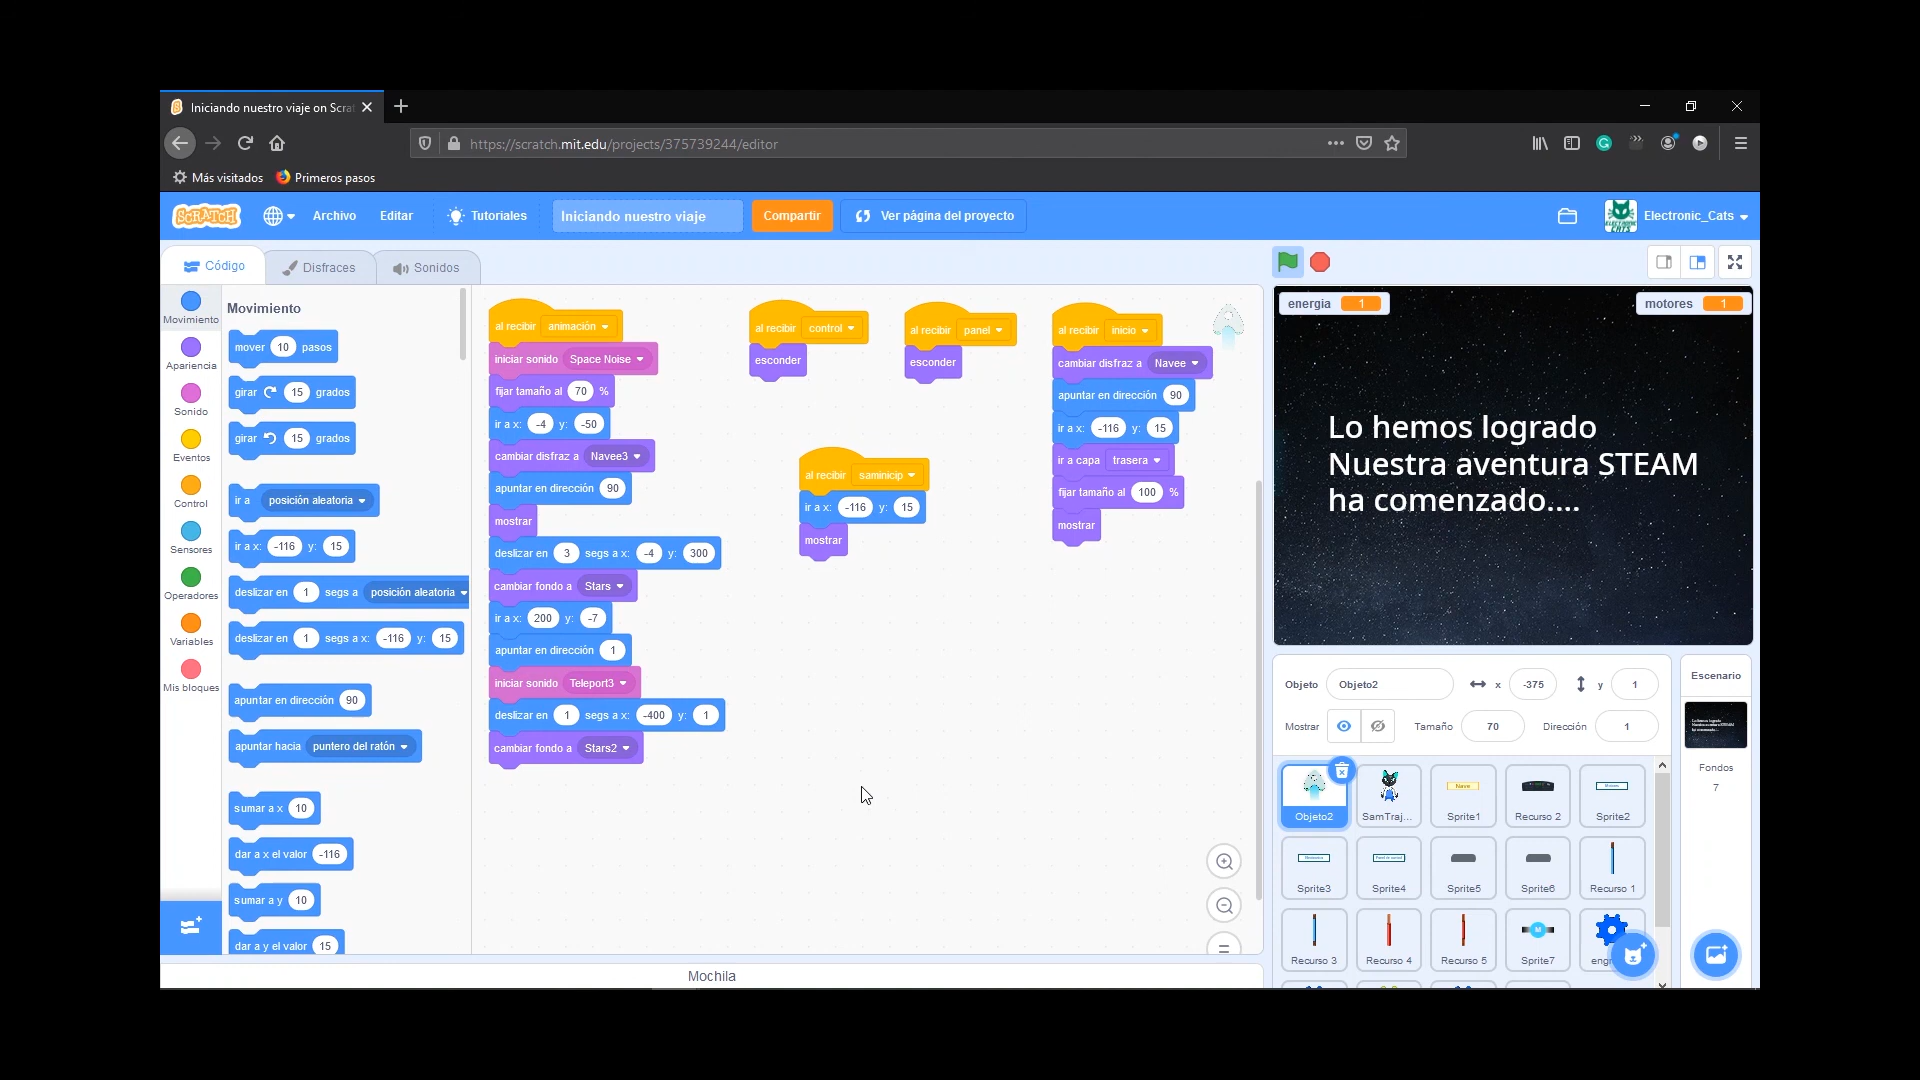 Iniciando nuestro viaje on Scra
https://scratch.mit.edu/projects/375739244/editor
Más visitados
Primeros pasos
SCRATCH
Archivo
Editar
Tutoriales
Iniciando nuestro viaje
Compartir
Ver página del proyecto
Electronic_Cats
Código
Disfraces
Sonidos
Movimiento
Apariencia
Sonido
Eventos
Control
Sensores
Operadores
Variables
Mis bloques
Movimiento
mover 10 pasos
girar 15 grados
girar 15 grados
ir a posición aleatoria
ir a x: -116 y: 15
deslizar en 1 segs a posición aleatoria
deslizar en 1 segs a x: -116 y: 15
apuntar en dirección 90
apuntar hacia puntero del ratón
sumar a x 10
dar a x el valor -116
sumar a y 10
dar a y el valor 15
al recibir animación
iniciar sonido Space Noise
fijar tamaño al 70 %
ir a x: -4 y: -50
cambiar disfraz a Navee3
apuntar en dirección 90
mostrar
deslizar en 3 segs a x: -4 y: 300
cambiar fondo a Stars
ir a x: 200 y: -7
apuntar en dirección 1
iniciar sonido Teleport3
deslizar en 1 segs a x: -400 y: 1
cambiar fondo a Stars2
al recibir control
esconder
al recibir panel
esconder
al recibir saminicip
ir a x: -116 y: 15
mostrar
al recibir inicio
cambiar disfraz a Navee
apuntar en dirección 90
ir a x: -116 y: 15
ir a capa trasera
fijar tamaño al 100 %
mostrar
Mochila
energia 1
motores 1
Lo hemos logrado
Nuestra aventura STEAM
ha comenzado....
Objeto Objeto2 x -375 y 1
Mostrar Tamaño 70 Dirección 1
Objeto2
SamTraj...
Nave
Sprite1
Recurso 2
Sprite2
Sprite3
Sprite4
Sprite5
Sprite6
Recurso 1
Recurso 3
Recurso 4
Recurso 5
M
Sprite7
Escenario
Fondos
7